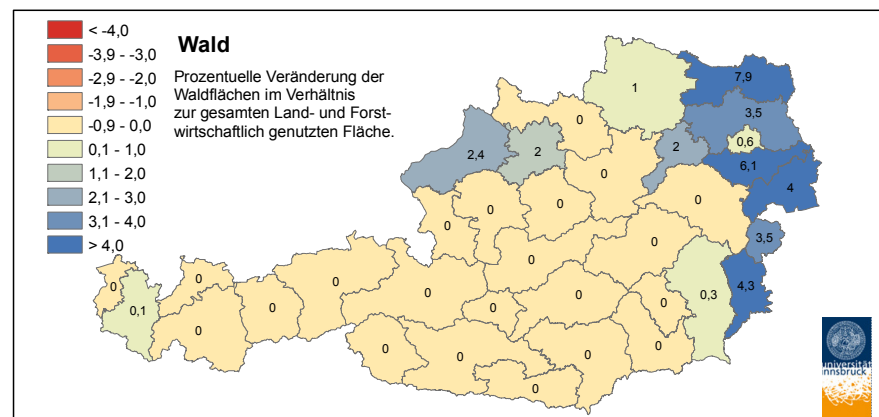 < -4,0
-3,9 - -3,0
-2,9 - -2,0
-1,9 - -1,0
-0,9 - 0,0
0,1 - 1,0
1,1 - 2,0
2,1 - 3,0
3,1 - 4,0
> 4,0
Wald
Prozentuelle Veränderung der
Waldflächen im Verhältnis
zur gesamten Land- und Forst-
wirtschaftlich genutzten Fläche.
1
7,9
0
3,5
2,4
2
0,6
2
6,1
0
4
0
0
0
0
0
3,5
0
0
0
0
4,3
0
0
0
0,3
0
0
0,1
0
0
0
0
0
0
0
universität
innsbruck